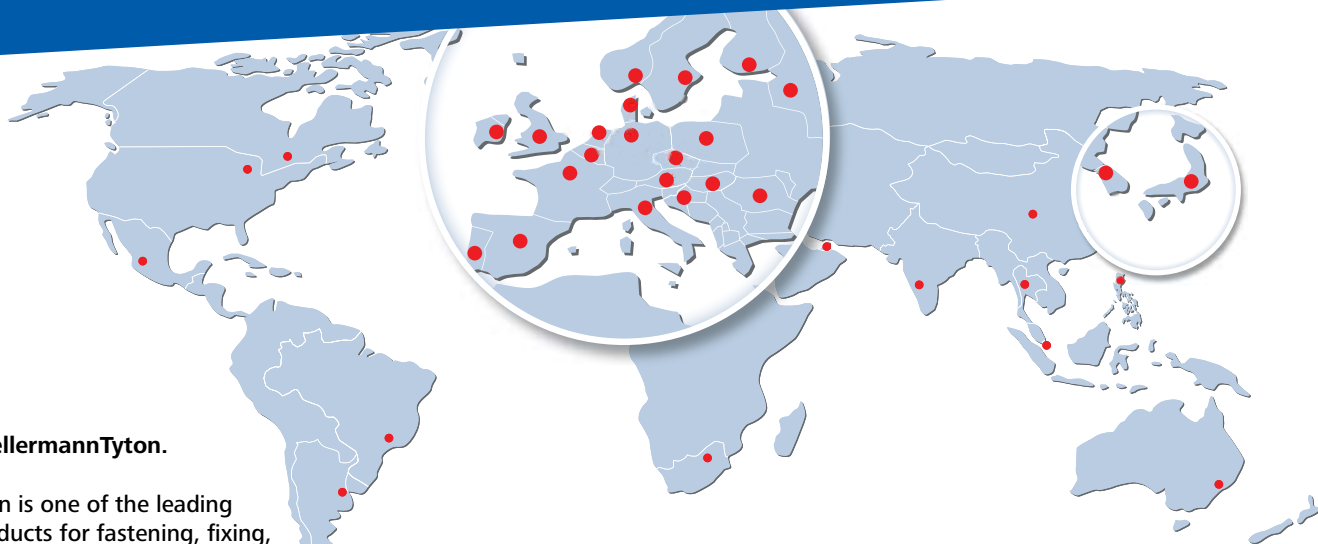 ellermannTyton.
n is one of the leading
ducts for fastening, fixing,